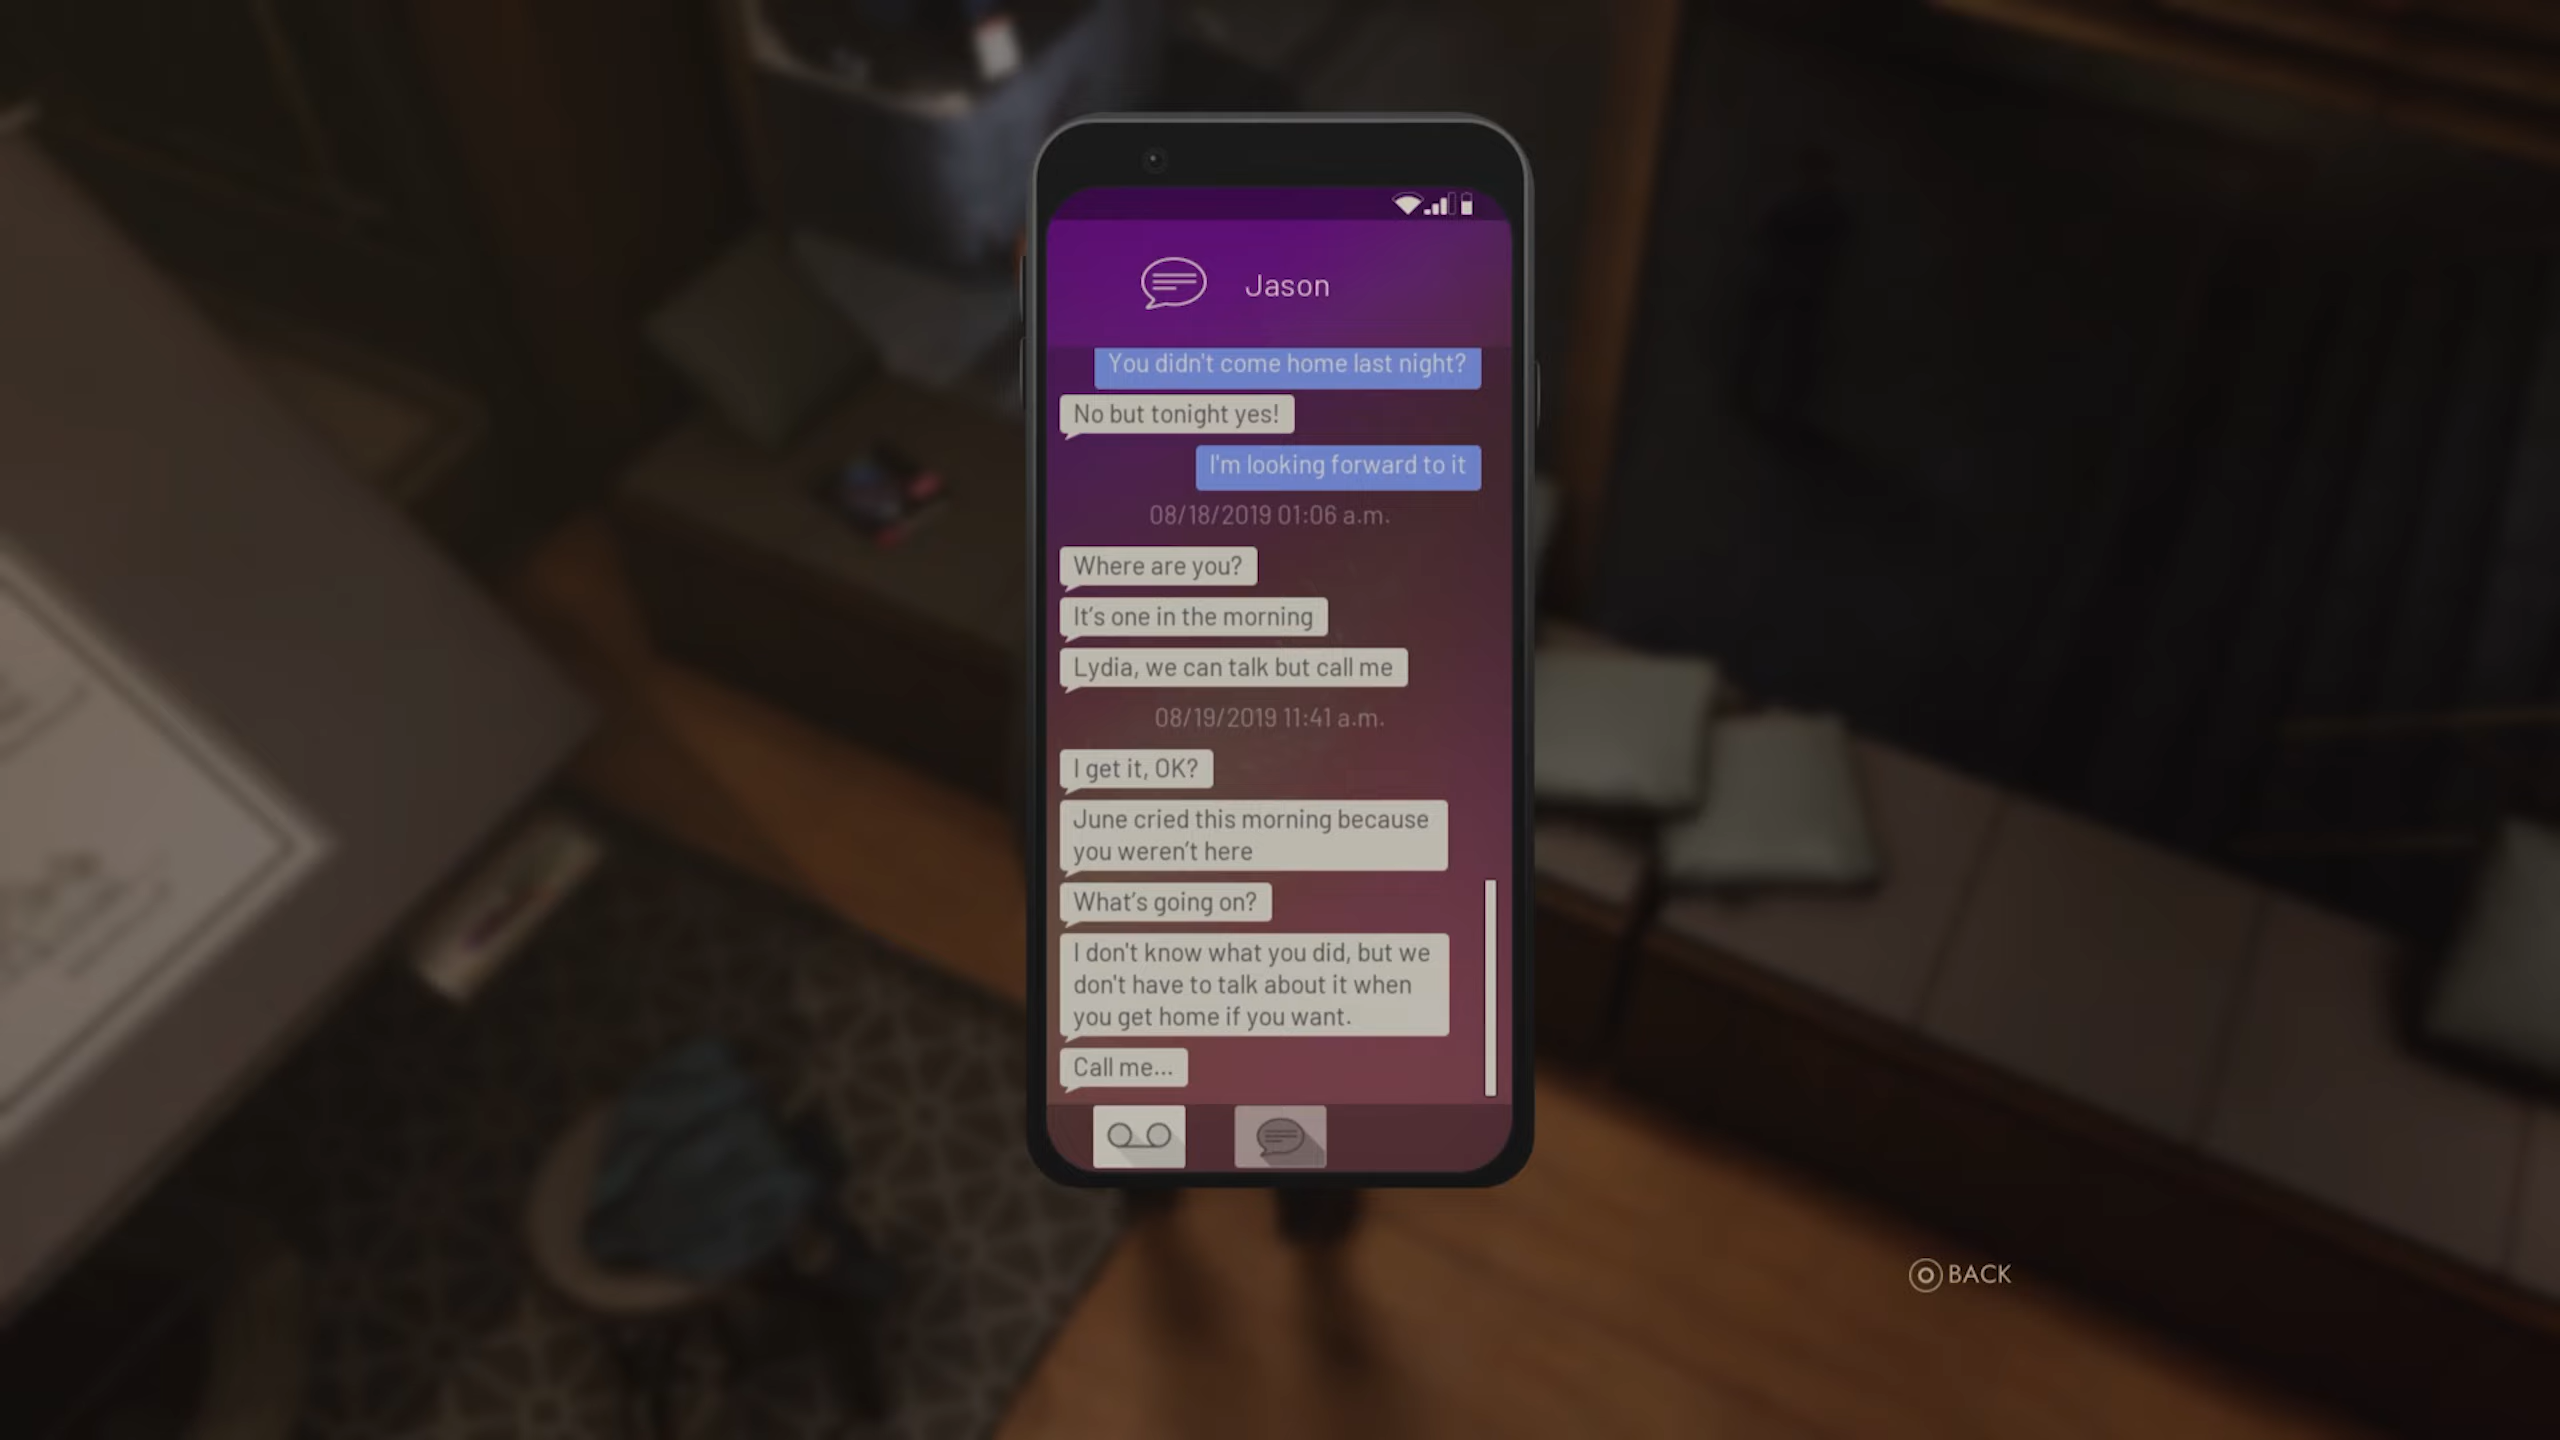 Jason
You didn't come home last night?
No but tonight yes!
I'm looking forward to it
08/18/2019 01:06 a.m.
Where are you?
It’s one in the morning
Lydia, we can talk but call me
08/19/2019 11:41 a.m.
I get it, OK?
June cried this morning because
you weren’t here
What’s going on?
I don't know what you did, but we
don't have to talk about it when
you get home if you want.
Call me...
BACK